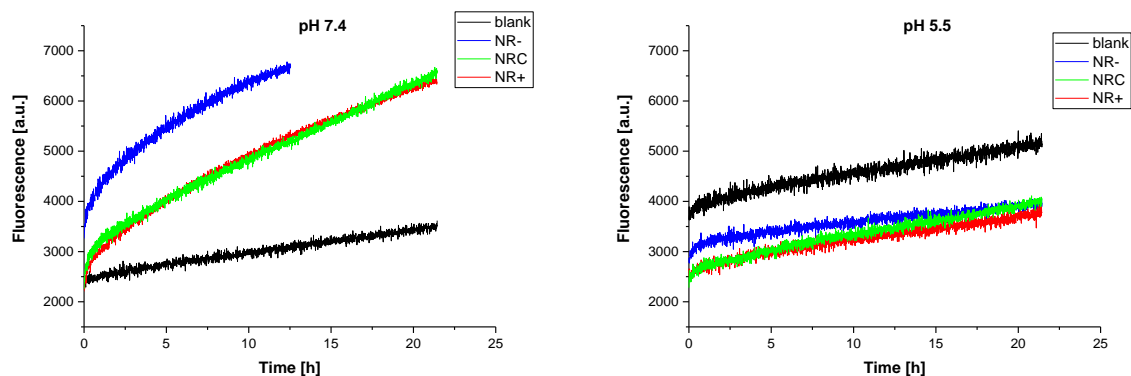 pH 7.4
blank
NR-
NRC
NR+
7000
6000
5000
4000
3000
2000
Fluorescence [a.u.]
0 5 10 15 20 25
Time [h]
pH 5.5
blank
NR-
NRC
NR+
7000
6000
5000
4000
3000
2000
Fluorescence [a.u.]
0 5 10 15 20 25
Time [h]